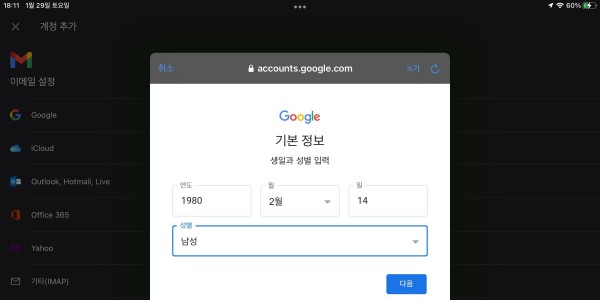 18:11 1월 29일 토요일
60%
계정 추가
이메일 설정
Google
iCloud
Outlook, Hotmail, Live
Office 365
Yahoo
기타(IMAP)
취소
accounts.google.com
가가
Google
기본 정보
생일과 성별 입력
연도
월
일
1980
2월
14
성별
남성
다음